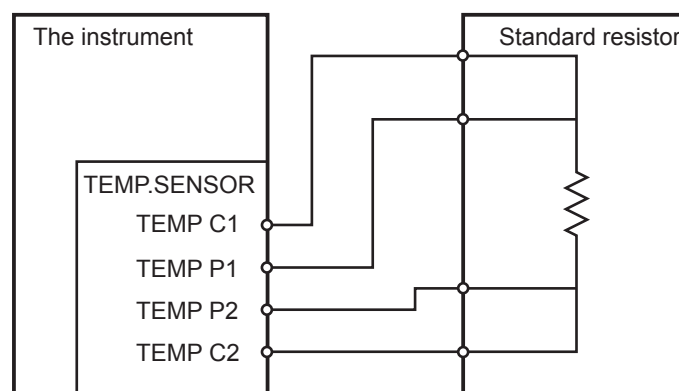 The instrument
Standard resistor
TEMP.SENSOR
TEMP C1
TEMP P1
TEMP P2
TEMP C2